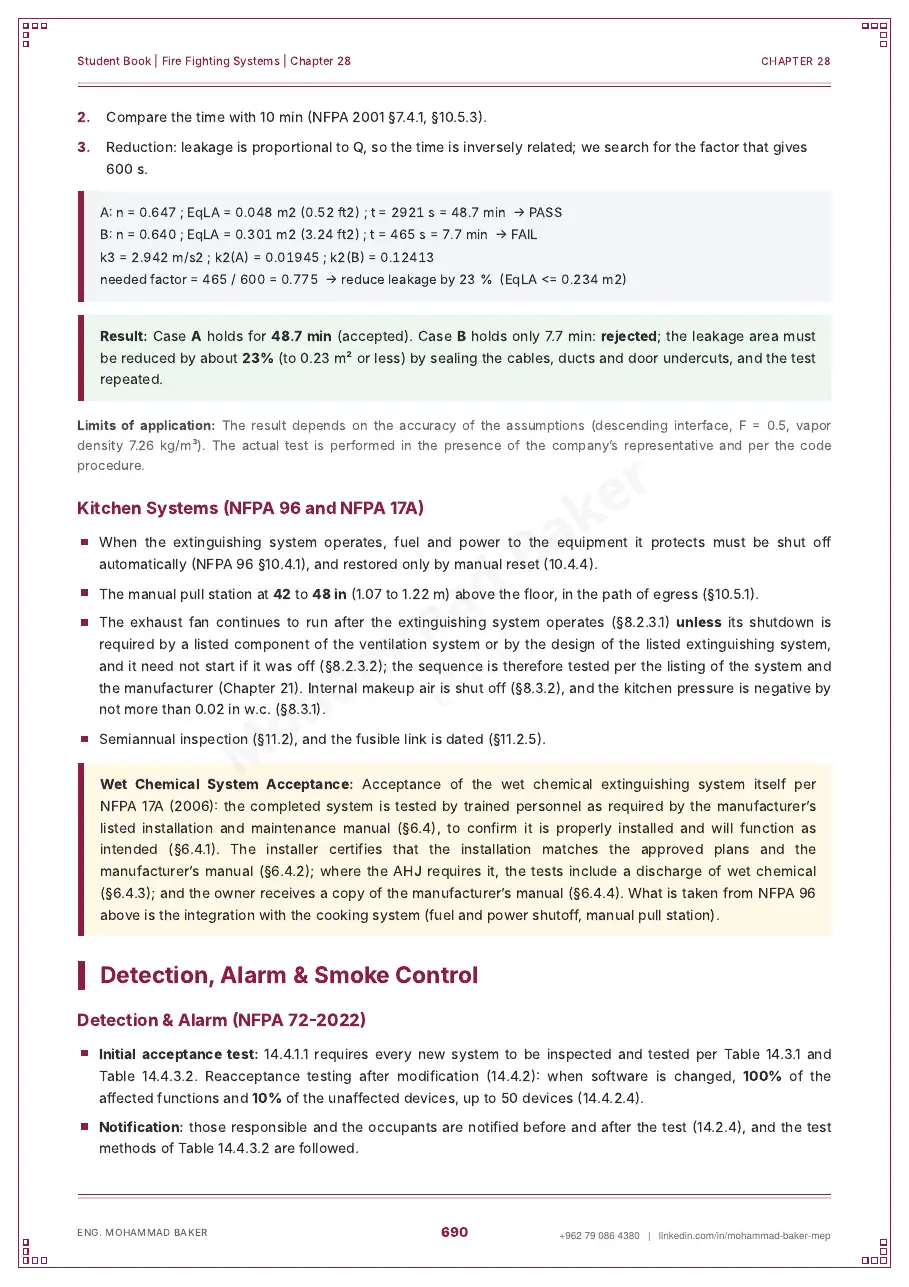 Student Book | Fire Fighting Systems | Chapter 28
CHAPTER 28
2. Compare the time with 10 min (NFPA 2001 §7.4.1, §10.5.3).
3. Reduction: leakage is proportional to Q, so the time is inversely related; we search for the factor that gives
600 s.
A: n = 0.647 ; EqLA = 0.048 m2 (0.52 ft2) ; t = 2921 s = 48.7 min → PASS
B: n = 0.640 ; EqLA = 0.301 m2 (3.24 ft2) ; t = 465 s = 7.7 min → FAIL
k3 = 2.942 m/s2 ; k2(A) = 0.01945 ; k2(B) = 0.12413
needed factor = 465 / 600 = 0.775 → reduce leakage by 23 % (EqLA <= 0.234 m2)
Result: Case A holds for 48.7 min (accepted). Case B holds only 7.7 min: rejected; the leakage area must
be reduced by about 23% (to 0.23 m² or less) by sealing the cables, ducts and door undercuts, and the test
repeated.
Limits of application: The result depends on the accuracy of the assumptions (descending interface, F = 0.5, vapor
density 7.26 kg/m³). The actual test is performed in the presence of the company's representative and per the code
procedure.
Kitchen Systems (NFPA 96 and NFPA 17A)
When the extinguishing system operates, fuel and power to the equipment it protects must be shut off
automatically (NFPA 96 §10.4.1), and restored only by manual reset (10.4.4).
The manual pull station at 42 to 48 in (1.07 to 1.22 m) above the floor, in the path of egress (§10.5.1).
The exhaust fan continues to run after the extinguishing system operates (§8.2.3.1) unless its shutdown is
required by a listed component of the ventilation system or by the design of the listed extinguishing system,
and it need not start if it was off (§8.2.3.2); the sequence is therefore tested per the listing of the system and
the manufacturer (Chapter 21). Internal makeup air is shut off (§8.3.2), and the kitchen pressure is negative by
not more than 0.02 in w.c. (§8.3.1).
Semiannual inspection (§11.2), and the fusible link is dated (§11.2.5).
Wet Chemical System Acceptance: Acceptance of the wet chemical extinguishing system itself per
NFPA 17A (2006): the completed system is tested by trained personnel as required by the manufacturer's
listed installation and maintenance manual (§6.4), to confirm it is properly installed and will function as
intended (§6.4.1). The installer certifies that the installation matches the approved plans and the
manufacturer's manual (§6.4.2); where the AHJ requires it, the tests include a discharge of wet chemical
(§6.4.3); and the owner receives a copy of the manufacturer's manual (§6.4.4). What is taken from NFPA 96
above is the integration with the cooking system (fuel and power shutoff, manual pull station).
Detection, Alarm & Smoke Control
Detection & Alarm (NFPA 72-2022)
Initial acceptance test: 14.4.1.1 requires every new system to be inspected and tested per Table 14.3.1 and
Table 14.4.3.2. Reacceptance testing after modification (14.4.2): when software is changed, 100% of the
affected functions and 10% of the unaffected devices, up to 50 devices (14.4.2.4).
Notification: those responsible and the occupants are notified before and after the test (14.2.4), and the test
methods of Table 14.4.3.2 are followed.
ENG. MOHAMMAD BAKER
690
+962 79 086 4380 | linkedin.com/in/mohammad-baker-mep